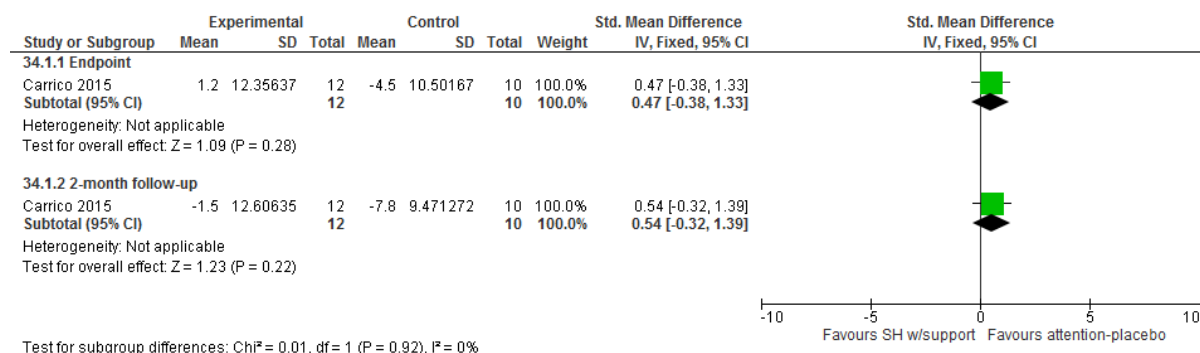 Experimental Control Std. Mean Difference Std. Mean Difference
Study or Subgroup Mean SD Total Mean SD Total Weight IV, Fixed, 95% CI IV, Fixed, 95% CI
34.1.1 Endpoint
Carrico 2015 1.2 12.35637 12 -4.5 10.50167 10 100.0% 0.47 [-0.38, 1.33]
Subtotal (95% CI) 12 10 100.0% 0.47 [-0.38, 1.33]
Heterogeneity: Not applicable
Test for overall effect: Z = 1.09 (P = 0.28)
34.1.2 2-month follow-up
Carrico 2015 -1.5 12.60635 12 -7.8 9.471272 10 100.0% 0.54 [-0.32, 1.39]
Subtotal (95% CI) 12 10 100.0% 0.54 [-0.32, 1.39]
Heterogeneity: Not applicable
Test for overall effect: Z = 1.23 (P = 0.22)
-10 -5 0 5 10
Favours SH w/support Favours attention-placebo
Test for subgroup differences: Chi² = 0.01, df = 1 (P = 0.92), I² = 0%